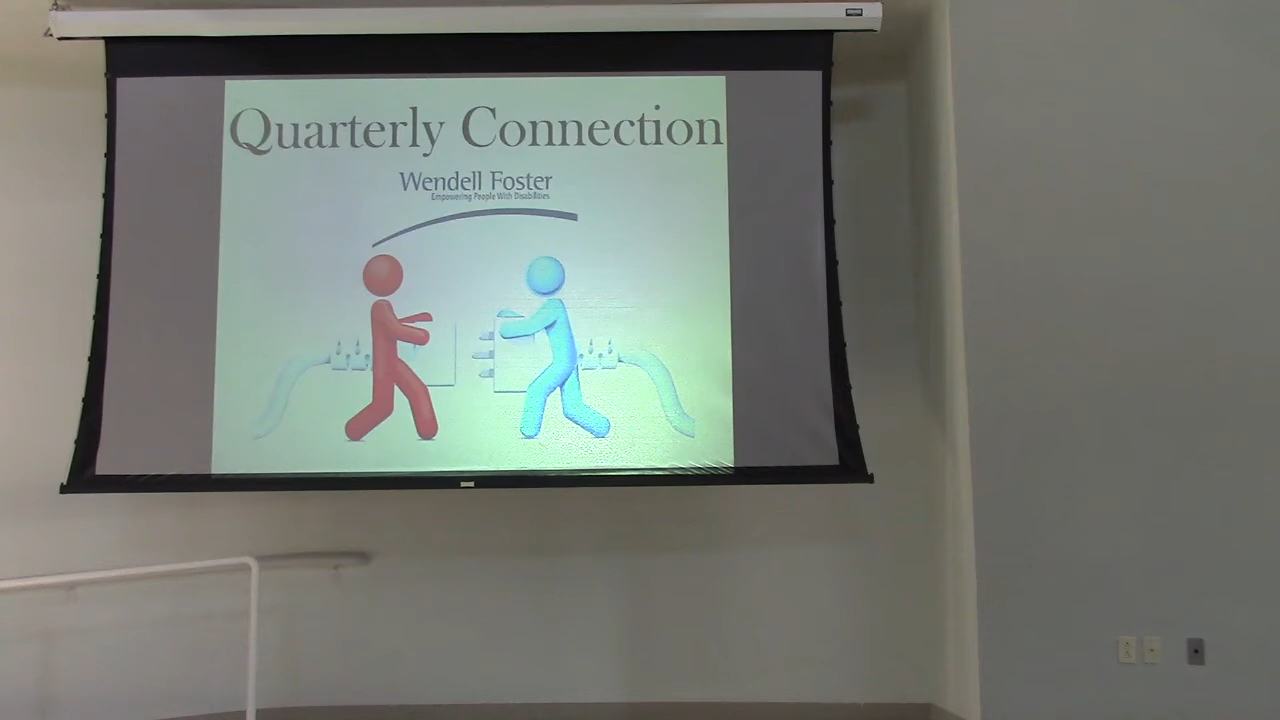 Quarterly Connection
Wendell Foster
Empowering People With Disabilities